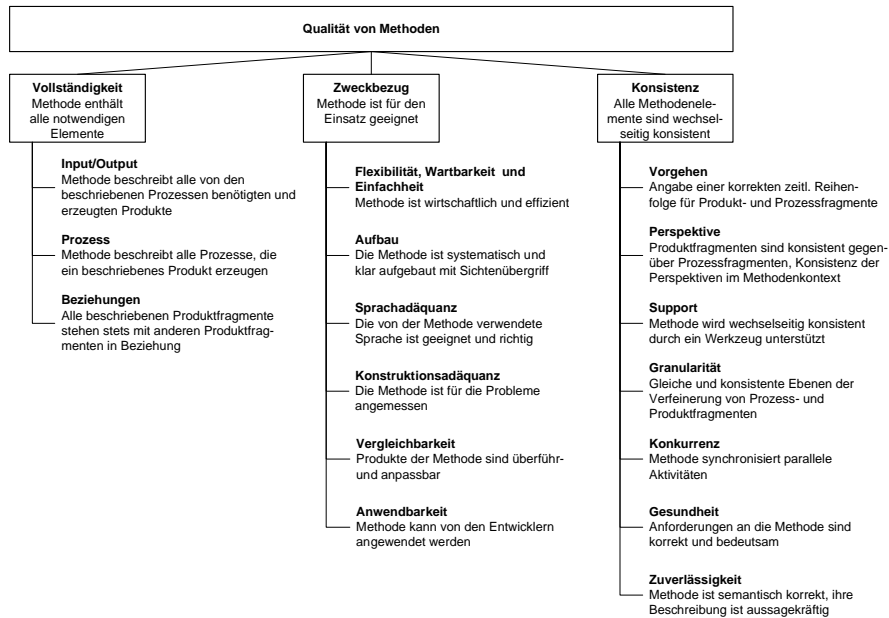 Qualität von Methoden
Vollständigkeit
Methode enthält
alle notwendigen
Elemente
Input/Output
Methode beschreibt alle von den
beschriebenen Prozessen benötigten und
erzeugten Produkte
Prozess
Methode beschreibt alle Prozesse, die
ein beschriebenes Produkt erzeugen
Beziehungen
Alle beschriebenen Produktfragmente
stehen stets mit anderen Produktfrag-
menten in Beziehung
Zweckbezug
Methode ist für den
Einsatz geeignet
Flexibilität, Wartbarkeit und
Einfachheit
Methode ist wirtschaftlich und effizient
Aufbau
Die Methode ist systematisch und
klar aufgebaut mit Sichtenübergriff
Sprachadäquanz
Die von der Methode verwendete
Sprache ist geeignet und richtig
Konstruktionsadäquanz
Die Methode ist für die Probleme
angemessen
Vergleichbarkeit
Produkte der Methode sind überführ-
und anpassbar
Anwendbarkeit
Methode kann von den Entwicklern
angewendet werden
Konsistenz
Alle Methodenele-
mente sind wechsel-
seitig konsistent
Vorgehen
Angabe einer korrekten zeitl. Reihen-
folge für Produkt- und Prozessfragmente
Perspektive
Produktfragmenten sind konsistent gegen-
über Prozessfragmenten, Konsistenz der
Perspektiven im Methodenkontext
Support
Methode wird wechselseitig konsistent
durch ein Werkzeug unterstützt
Granularität
Gleiche und konsistente Ebenen der
Verfeinerung von Prozess- und
Produktfragmenten
Konkurrenz
Methode synchronisiert parallele
Aktivitäten
Gesundheit
Anforderungen an die Methode sind
korrekt und bedeutsam
Zuverlässigkeit
Methode ist semantisch korrekt, ihre
Beschreibung ist aussagekräftig